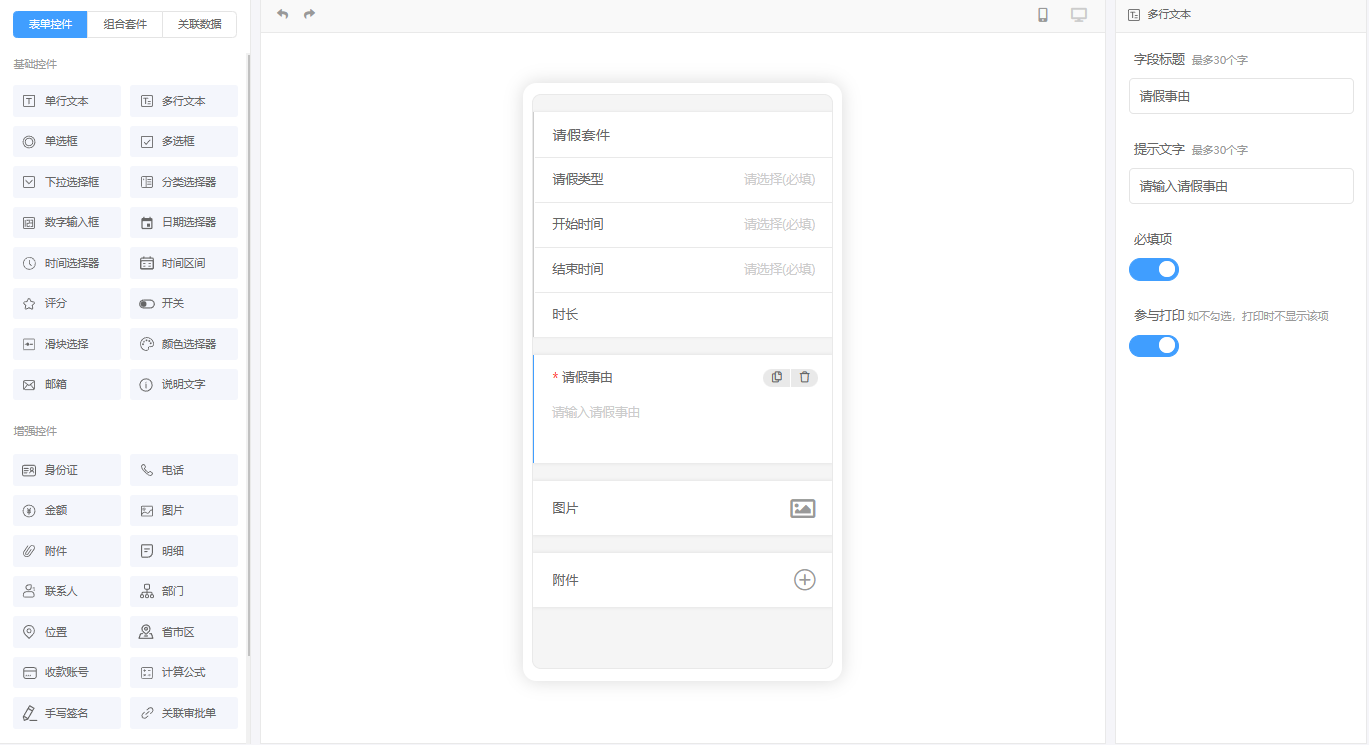 表单控件 组合套件 关联数据
基础控件
单行文本 多行文本
单选框 多选框
下拉选择框 分类选择器
数字输入框 日期选择器
时间选择器 时间区间
评分 开关
滑块选择 颜色选择器
邮箱 说明文字
增强控件
身份证 电话
金额 图片
附件 明细
联系人 部门
位置 省市区
收款账号 计算公式
手写签名 关联审批单
请假套件
请假类型 请选择(必填)
开始时间 请选择(必填)
结束时间 请选择(必填)
时长
* 请假事由
请输入请假事由
图片
附件
多行文本
字段标题 最多30个字
请假事由
提示文字 最多30个字
请输入请假事由
必填项
参与打印 如不勾选，打印时不显示该项